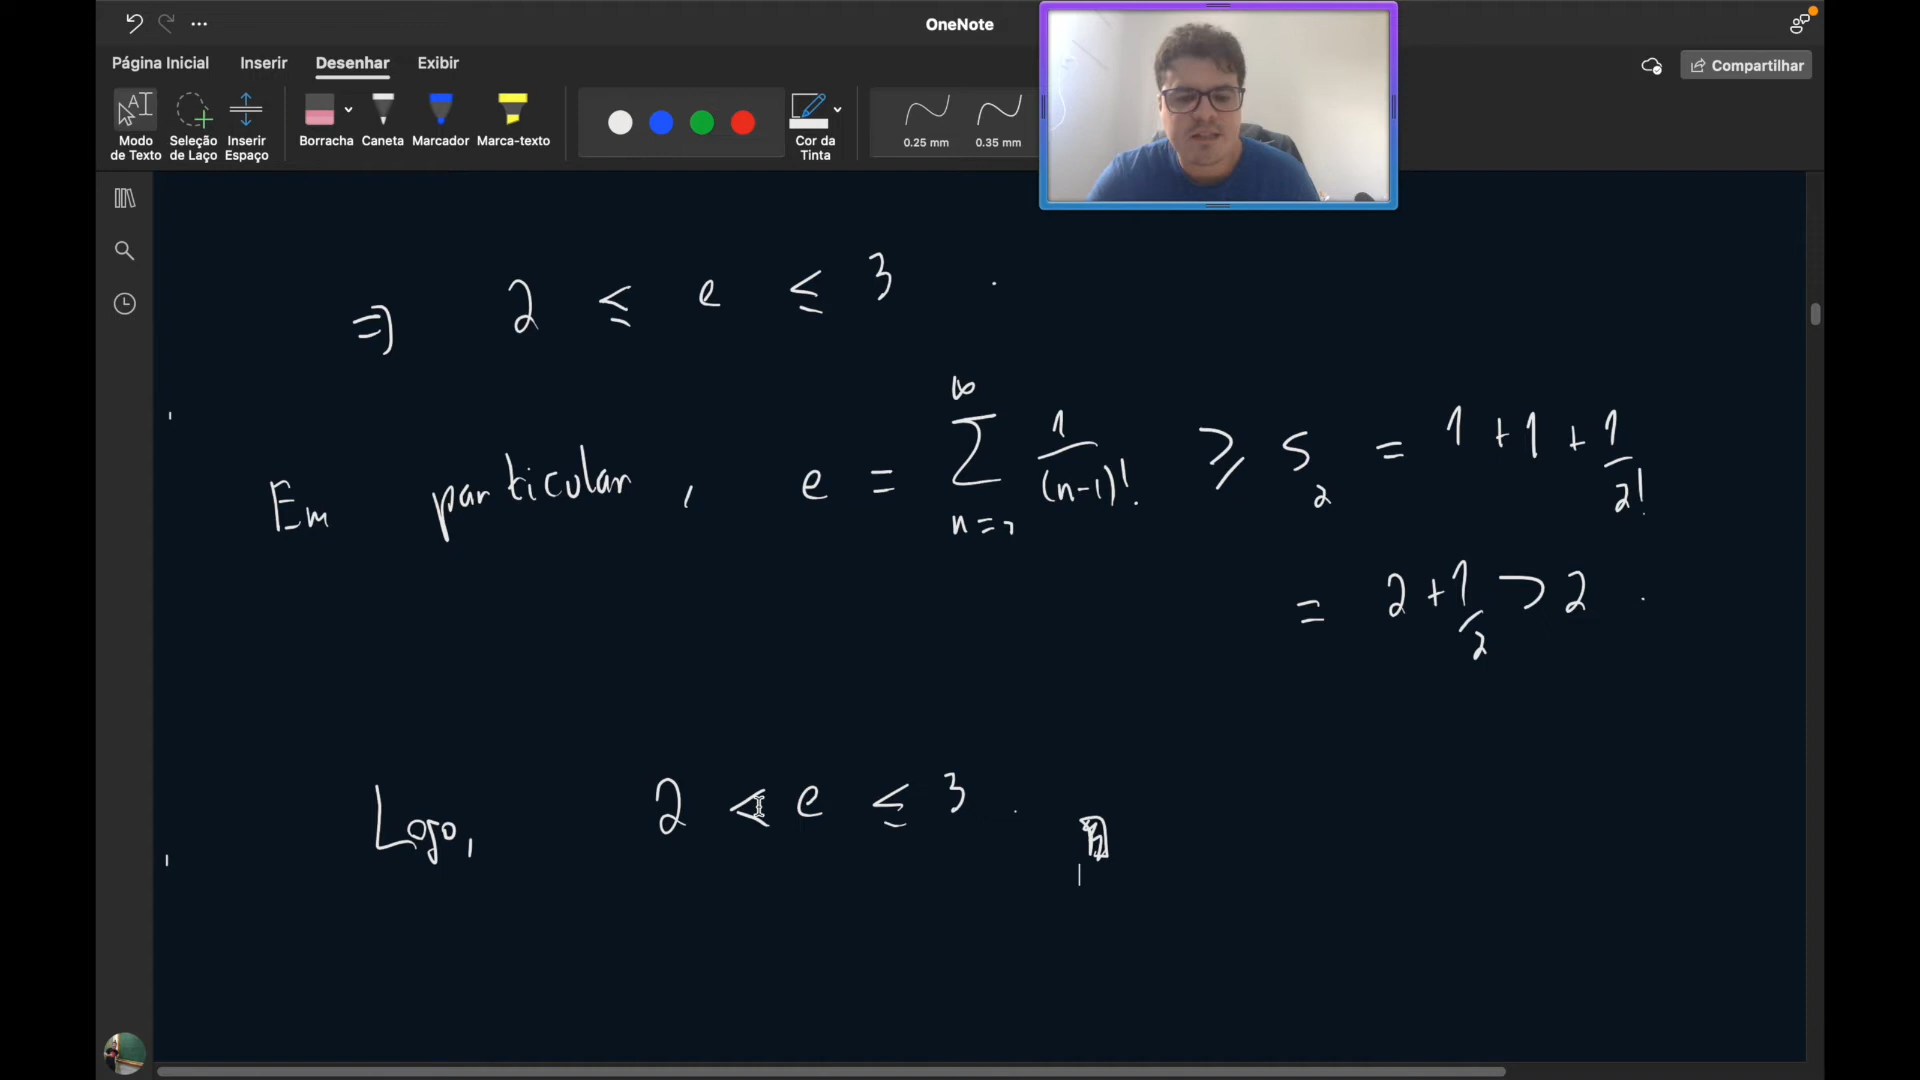 OneNote
Página Inicial Inserir Desenhar Exibir
Compartilhar
Modo de Texto Seleção de Laço Inserir Espaço Borracha Caneta Marcador Marca-texto Cor da Tinta 0.25 mm 0.35 mm
⇒ 2 ≤ e ≤ 3 .
Em particular, e = ∑_{n=1}^{∞} 1/(n-1)! ≥ S_2 = 1 + 1 + 1/2!
= 2 + 1/2 > 2 .
Logo, 2 < e ≤ 3 .